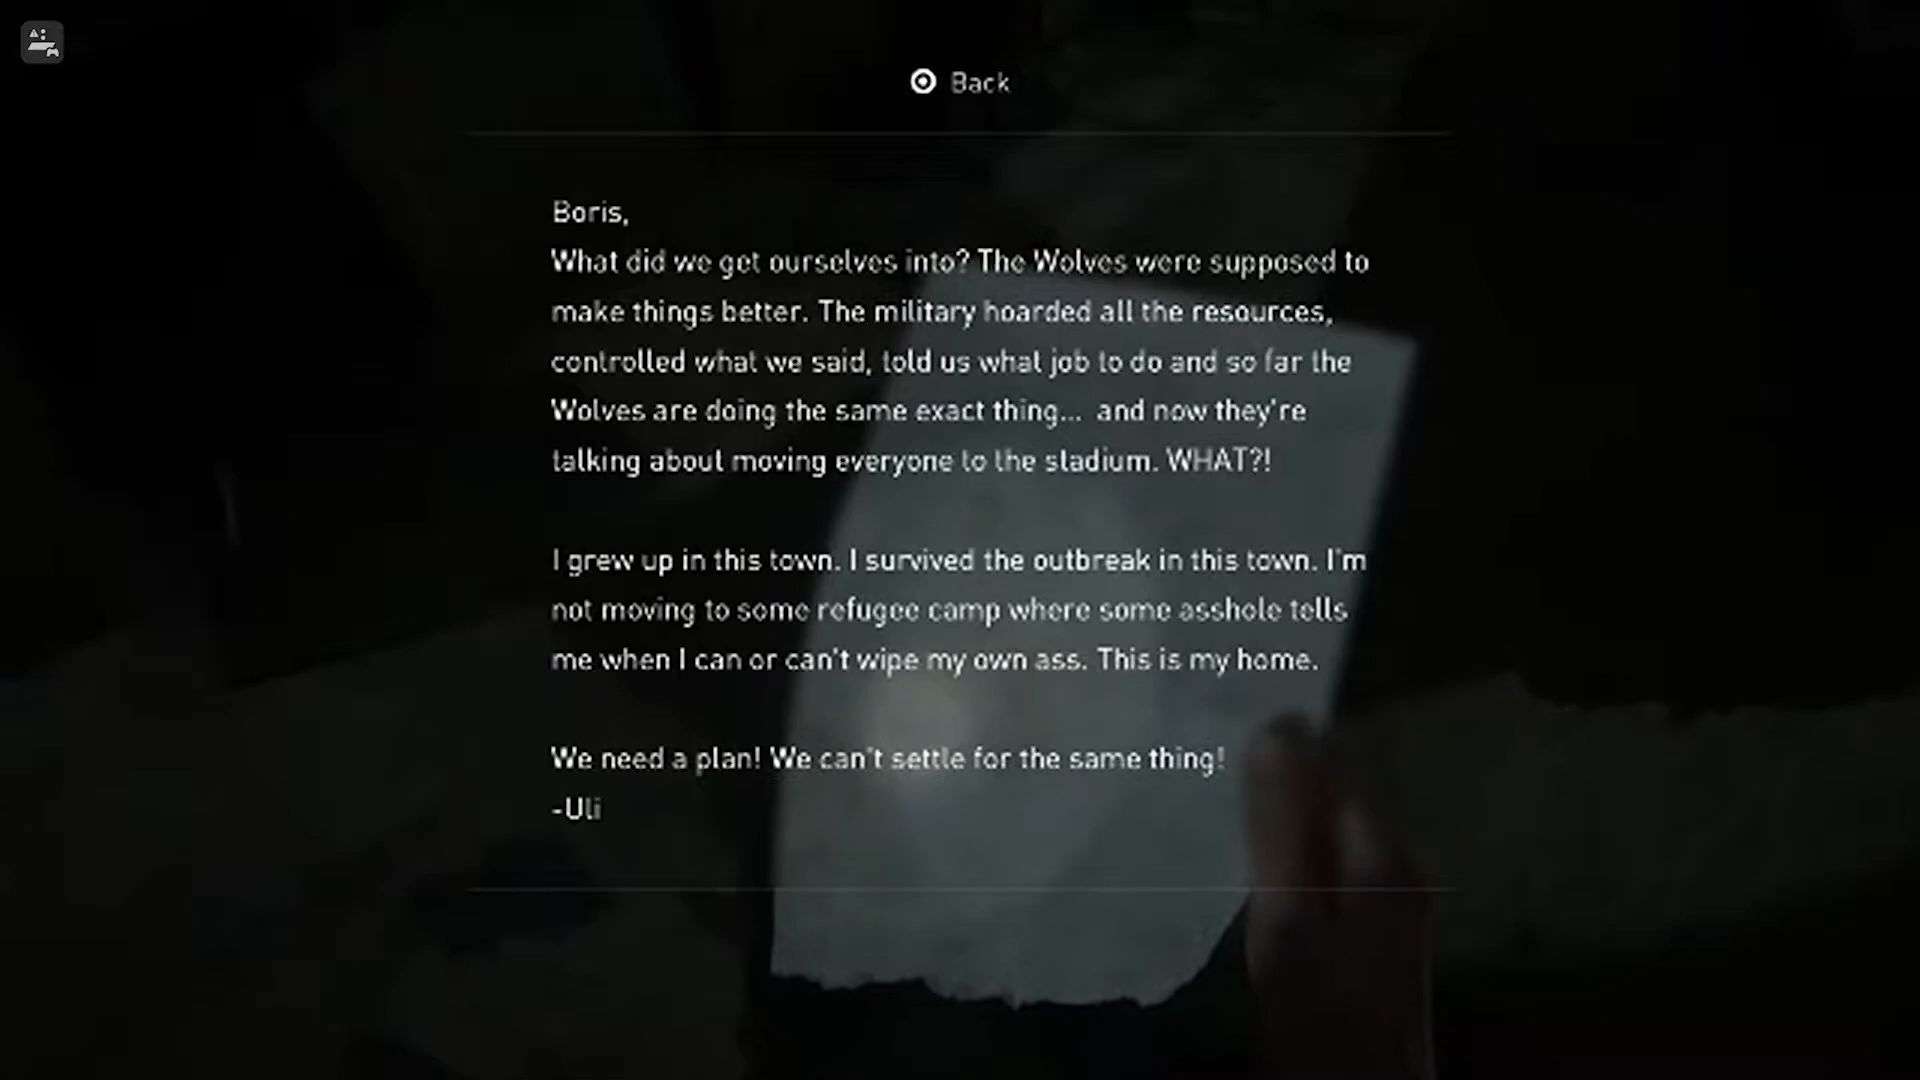 Back
Boris,
What did we get ourselves into? The Wolves were supposed to
make things better. The military hoarded all the resources,
controlled what we said, told us what job to do and so far the
Wolves are doing the same exact thing... and now they're
talking about moving everyone to the stadium. WHAT?!
I grew up in this town. I survived the outbreak in this town. I'm
not moving to some refugee camp where some asshole tells
me when I can or can't wipe my own ass. This is my home.
We need a plan! We can't settle for the same thing!
-Uli